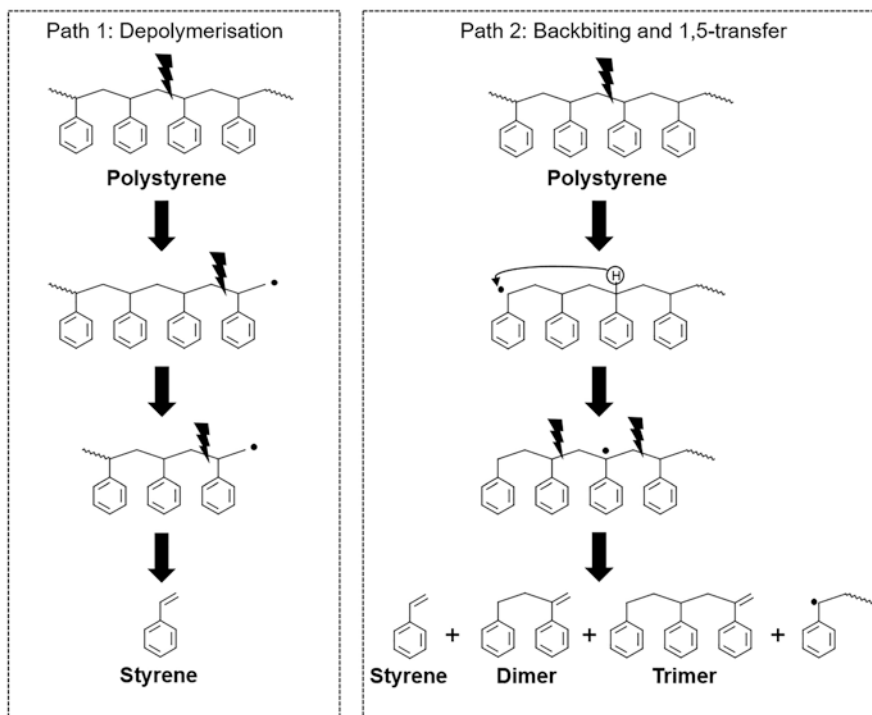 Path 1: Depolymerisation
Polystyrene
Styrene
Path 2: Backbiting and 1,5-transfer
Polystyrene
H
+ + +
Styrene Dimer Trimer